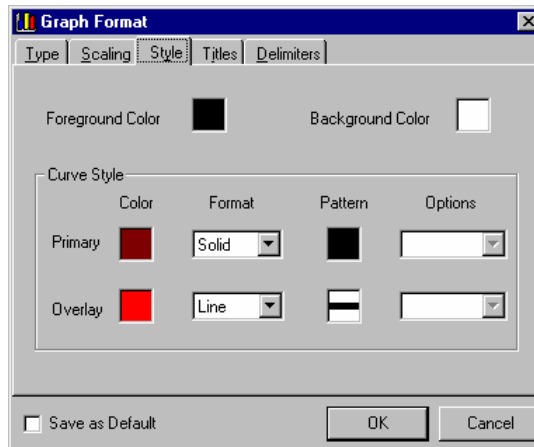 Graph Format
Type Scaling Style Titles Delimiters
Foreground Color Background Color
Curve Style
Color Format Pattern Options
Primary Solid
Overlay Line
Save as Default OK Cancel